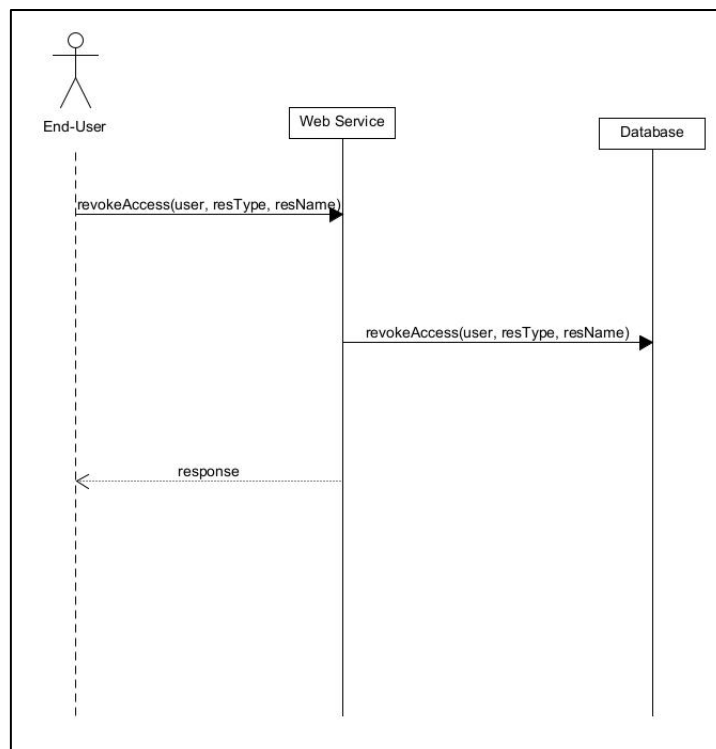 End-User
Web Service
Database
revokeAccess(user, resType, resName)
revokeAccess(user, resType, resName)
response